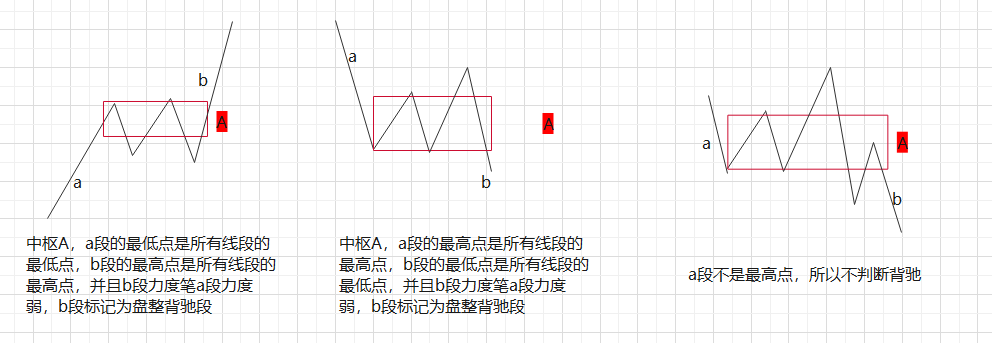 b
A
a
中枢A，a段的最低点是所有线段的
最低点，b段的最高点是所有线段的
最高点，并且b段力度笔a段力度
弱，b段标记为盘整背驰段
a
A
b
中枢A，a段的最高点是所有线段的
最高点，b段的最低点是所有线段的
最低点，并且b段力度笔a段力度
弱，b段标记为盘整背驰段
a
A
b
a段不是最高点，所以不判断背驰